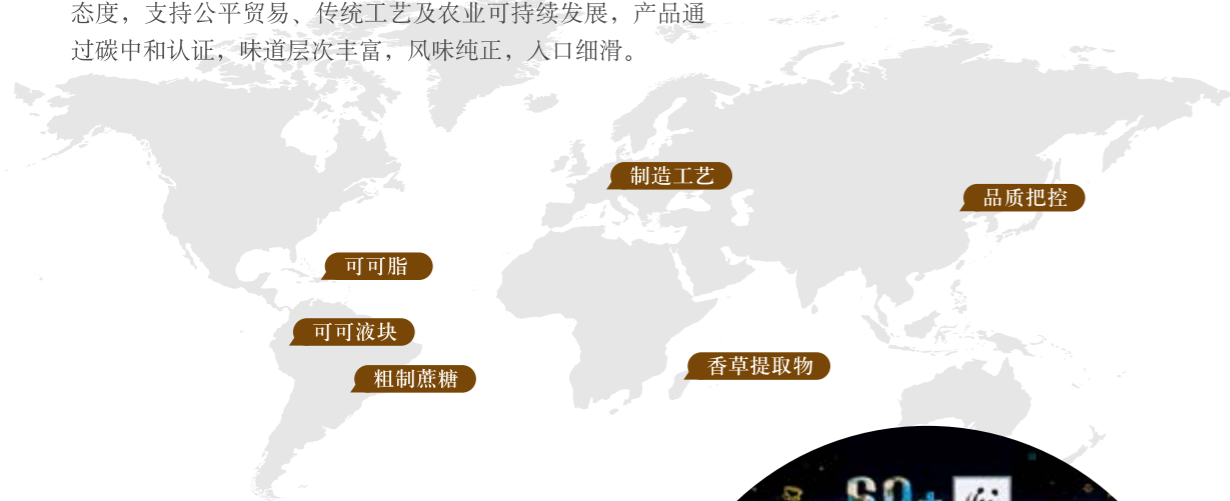 态度，支持公平贸易、传统工艺及农业可持续发展，产品通
过碳中和认证，味道层次丰富，风味纯正，入口细滑。
制造工艺
品质把控
可可脂
可可液块
香草提取物
粗制蔗糖
60+